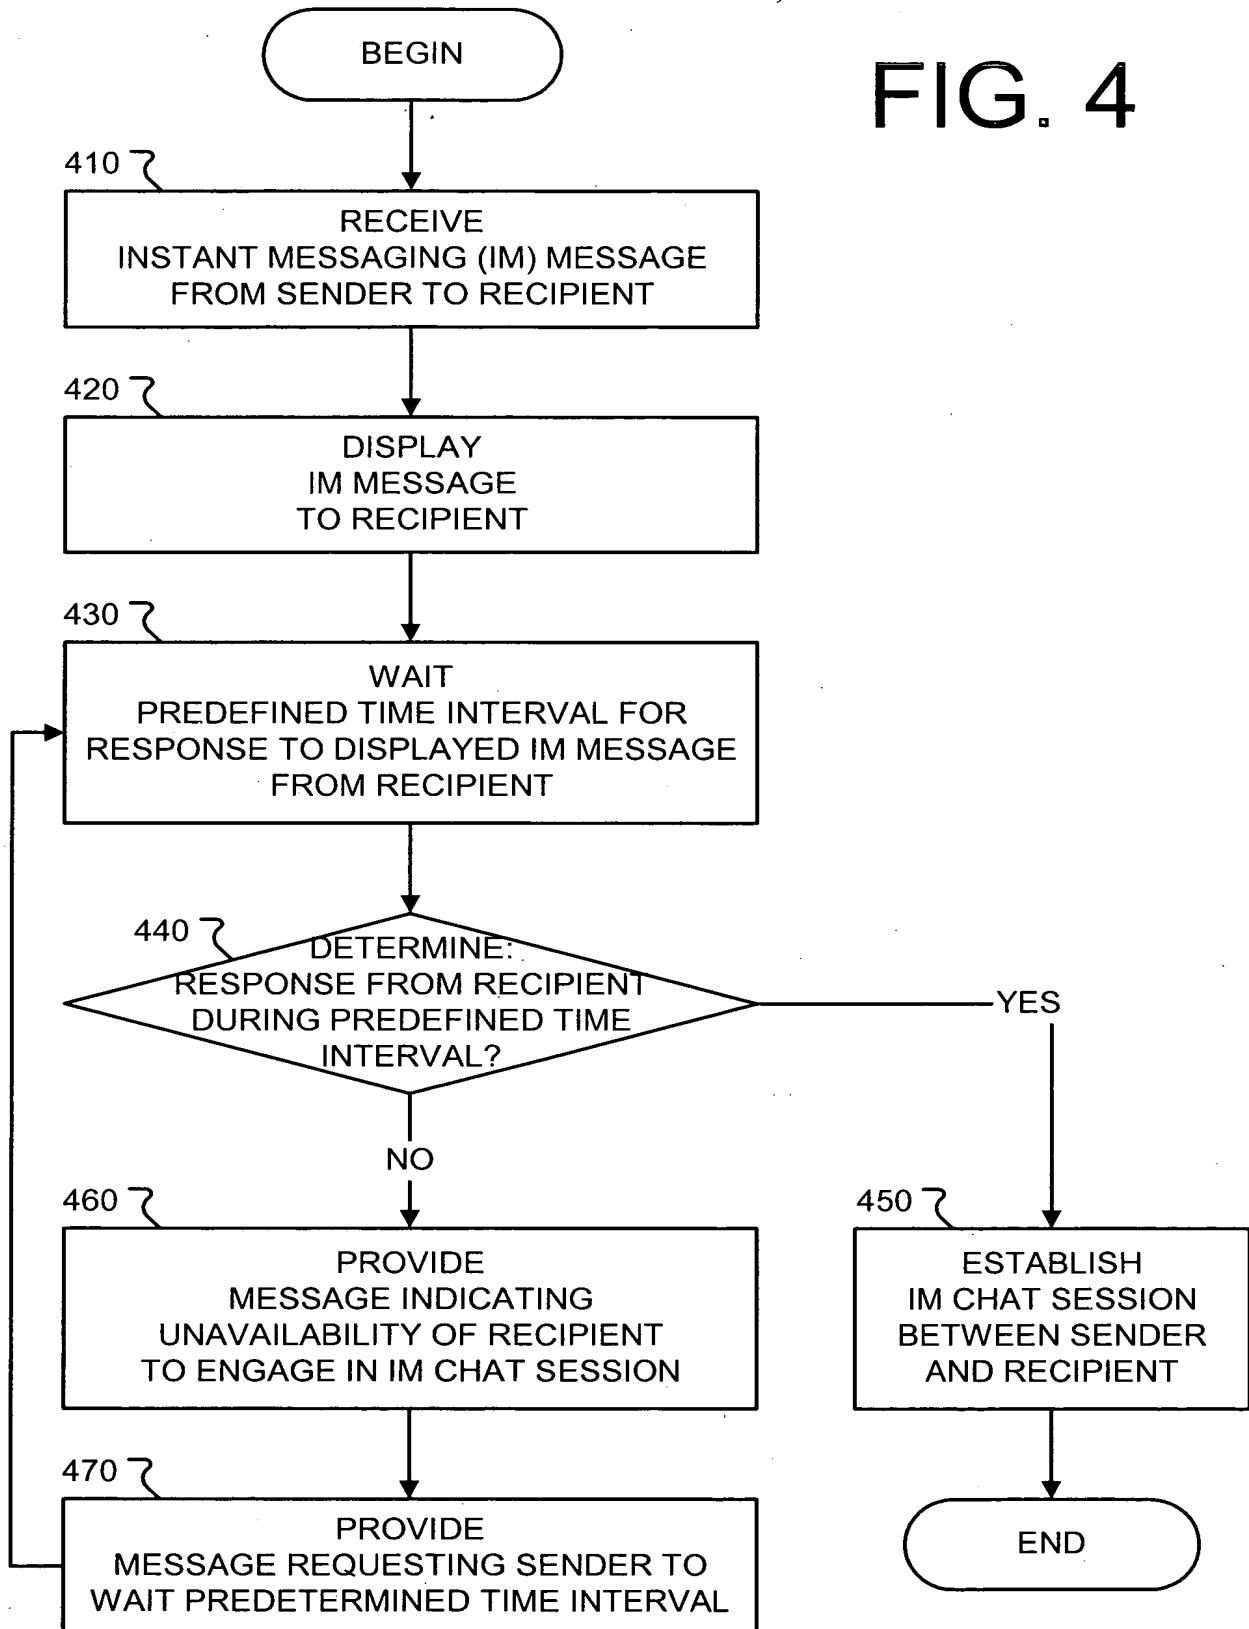 BEGIN
FIG. 4
410
RECEIVE
INSTANT MESSAGING (IM) MESSAGE
FROM SENDER TO RECIPIENT
420
DISPLAY
IM MESSAGE
TO RECIPIENT
430
WAIT
PREDEFINED TIME INTERVAL FOR
RESPONSE TO DISPLAYED IM MESSAGE
FROM RECIPIENT
440
DETERMINE:
RESPONSE FROM RECIPIENT
DURING PREDEFINED TIME
INTERVAL?
YES
NO
460
PROVIDE
MESSAGE INDICATING
UNAVAILABILITY OF RECIPIENT
TO ENGAGE IN IM CHAT SESSION
450
ESTABLISH
IM CHAT SESSION
BETWEEN SENDER
AND RECIPIENT
470
PROVIDE
MESSAGE REQUESTING SENDER TO
WAIT PREDETERMINED TIME INTERVAL
END